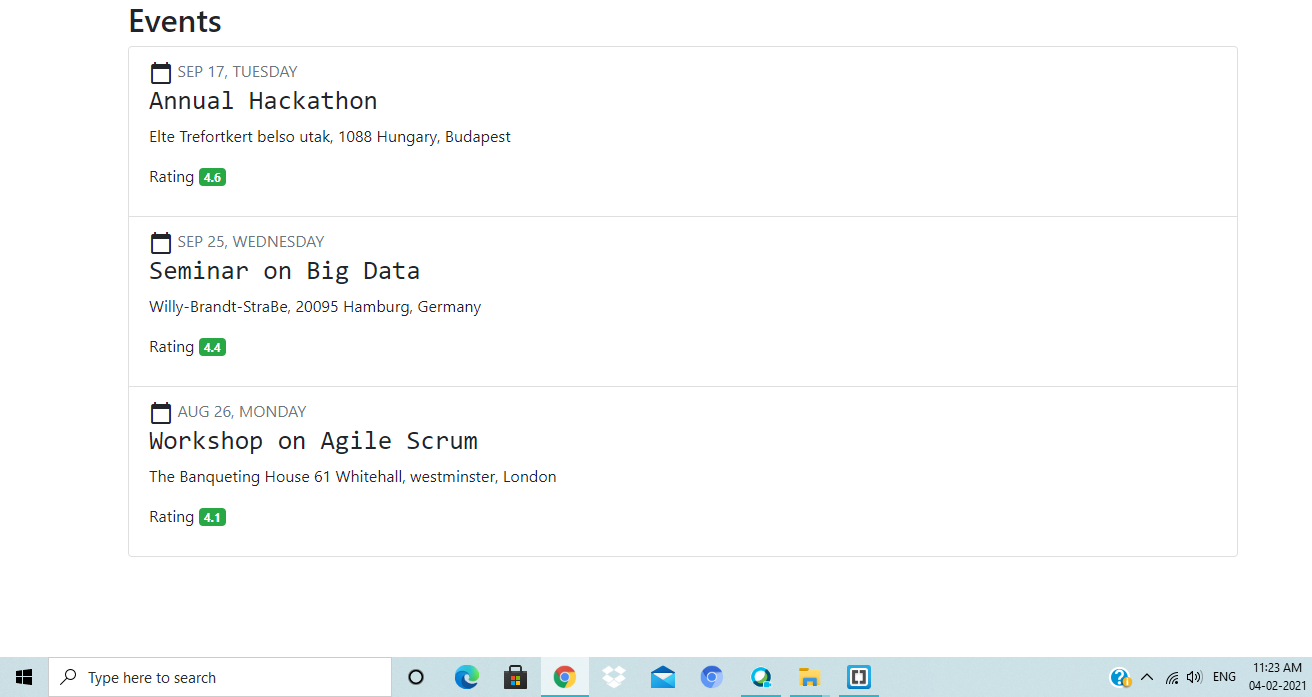 Events
SEP 17, TUESDAY
Annual Hackathon
Elte Trefortkert belso utak, 1088 Hungary, Budapest
Rating 4.6
SEP 25, WEDNESDAY
Seminar on Big Data
Willy-Brandt-StraBe, 20095 Hamburg, Germany
Rating 4.4
AUG 26, MONDAY
Workshop on Agile Scrum
The Banqueting House 61 Whitehall, westminster, London
Rating 4.1
Type here to search
ENG
11:23 AM
04-02-2021